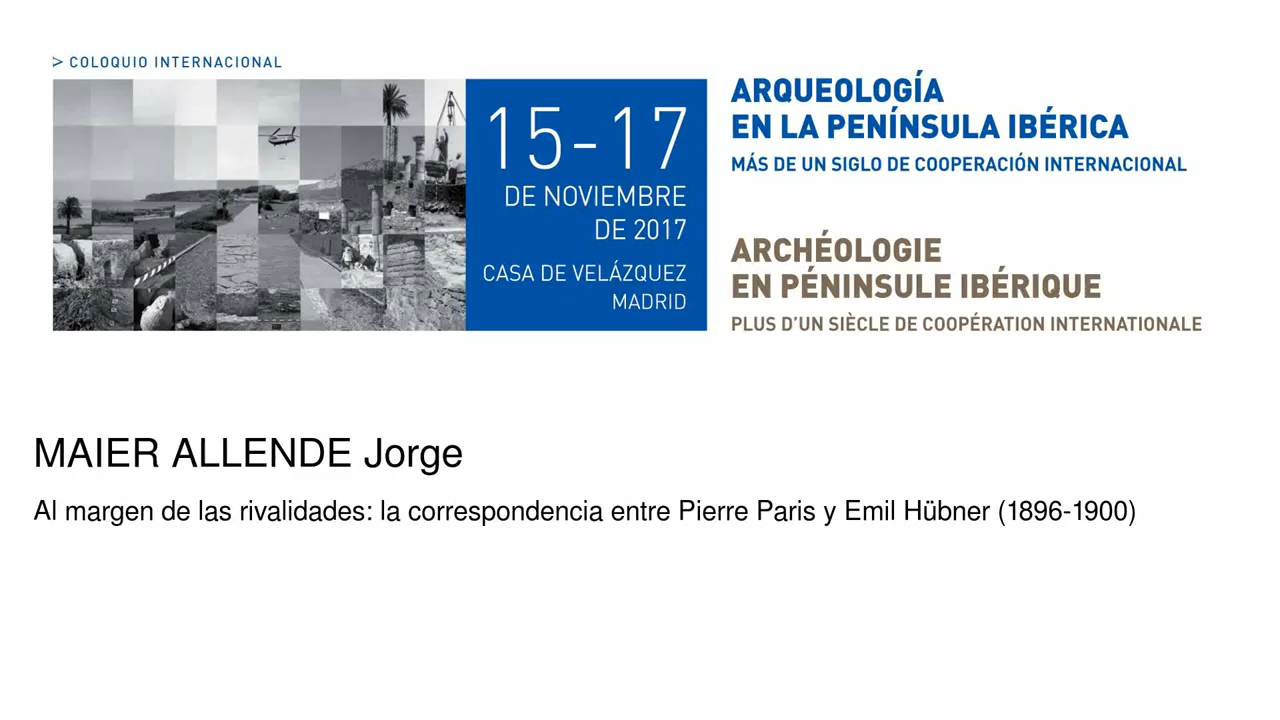 > COLOQUIO INTERNACIONAL
15-17
DE NOVIEMBRE
DE 2017
CASA DE VELÁZQUEZ
MADRID
ARQUEOLOGÍA
EN LA PENÍNSULA IBÉRICA
MÁS DE UN SIGLO DE COOPERACIÓN INTERNACIONAL
ARCHÉOLOGIE
EN PÉNINSULE IBÉRIQUE
PLUS D'UN SIÈCLE DE COOPÉRATION INTERNATIONALE
MAIER ALLENDE Jorge
Al margen de las rivalidades: la correspondencia entre Pierre Paris y Emil Hübner (1896-1900)